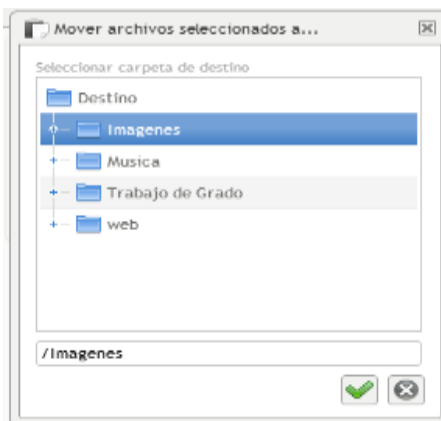 Mover archivos seleccionados a...
Seleccionar carpeta de destino
Destino
Imagenes
Musica
Trabajo de Grado
web
/Imagenes